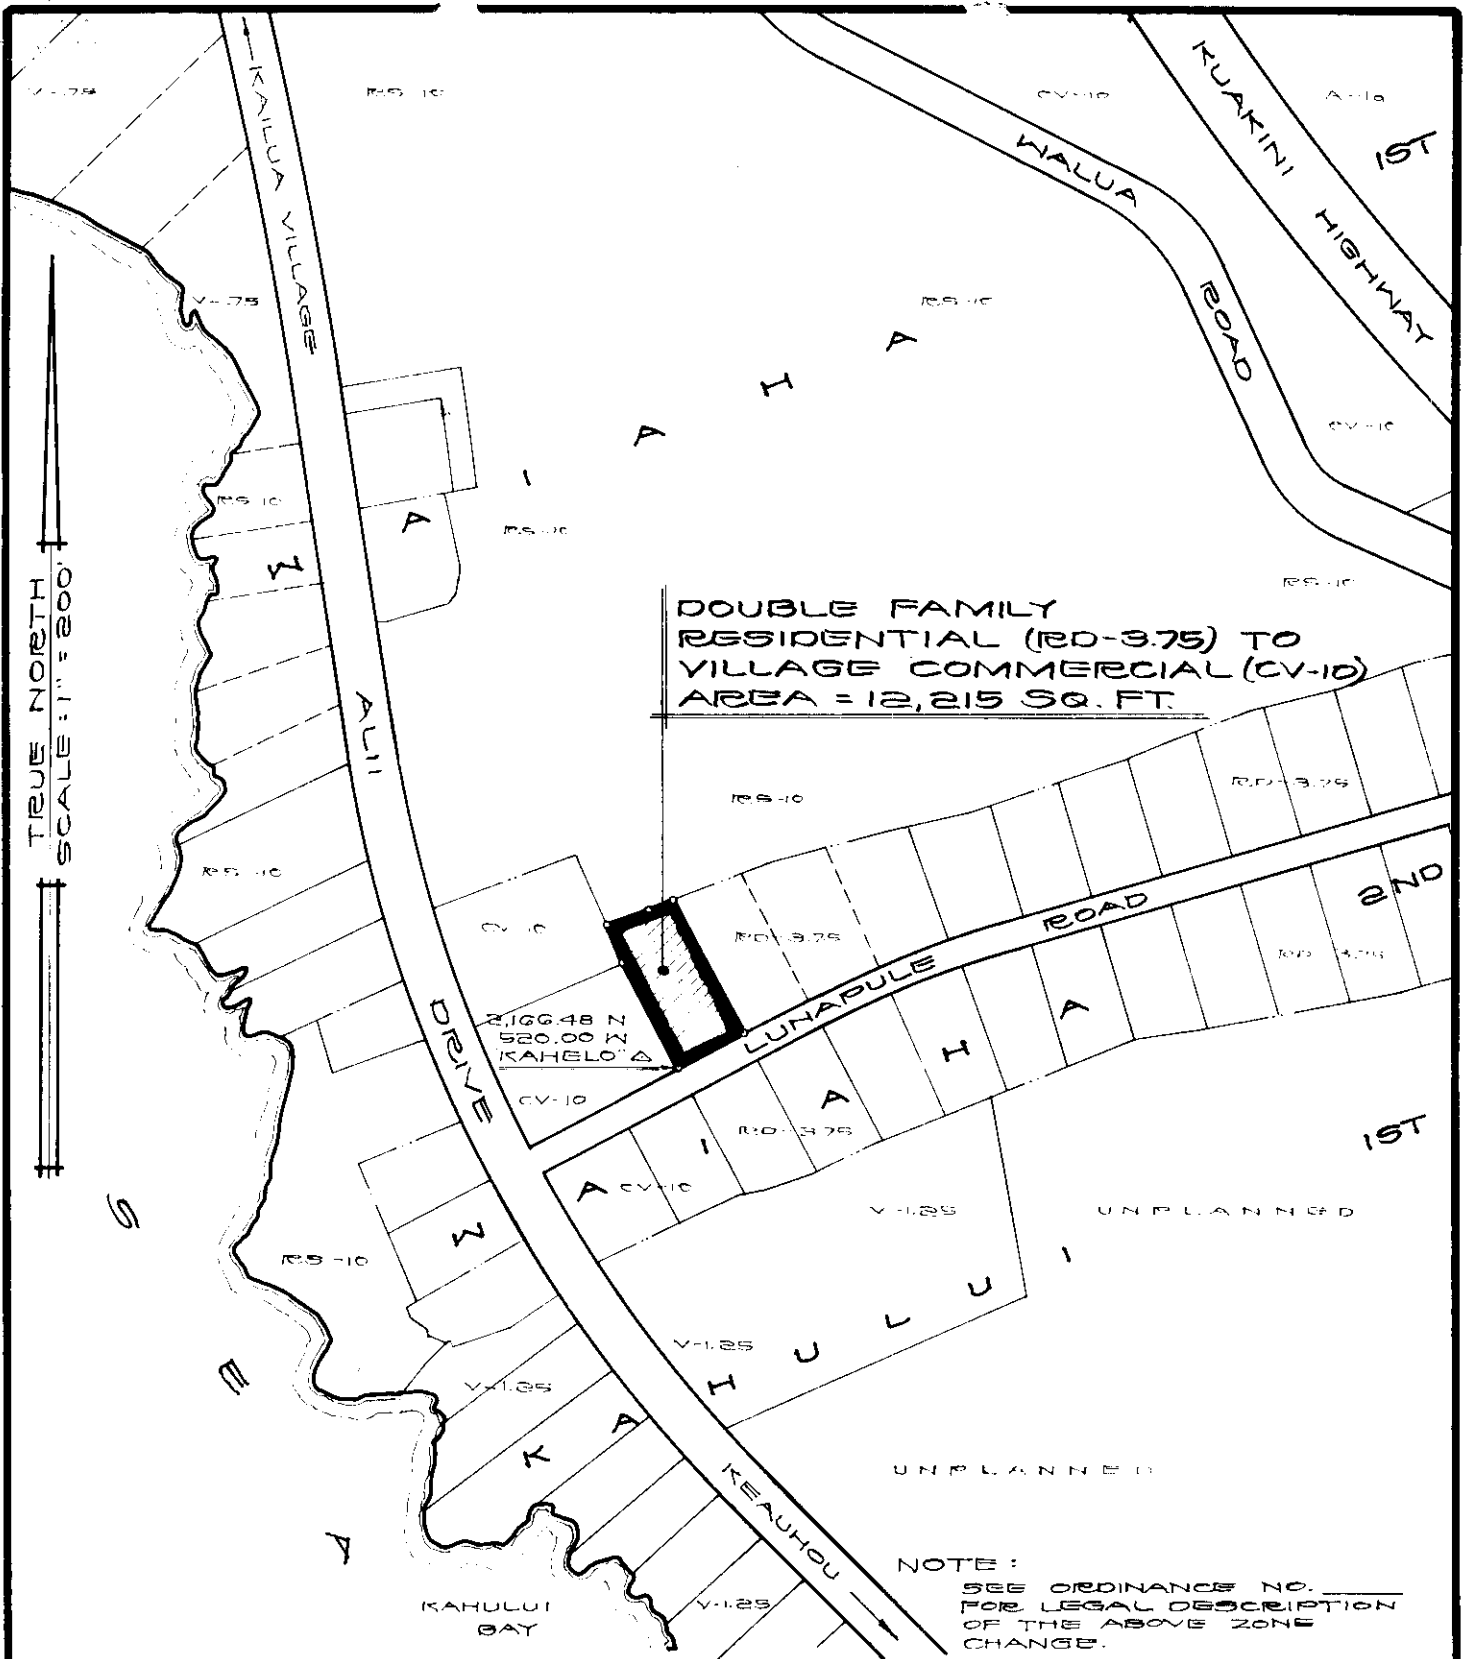 V-.75
RS-10
KAILUA VILLAGE
CV-10
KUAKINI HIGHWAY
A-1a
1ST
WALUA ROAD
V-.75
RS-10
CV-10
WAIAHA
RS-10
RS-10
RS-10
TRUE NORTH
SCALE: 1" = 200'
DOUBLE FAMILY
RESIDENTIAL (RD-3.75) TO
VILLAGE COMMERCIAL (CV-10)
AREA = 12,215 SQ. FT.
ALII DRIVE
RS-10
RD-3.75
RS-10
CV-10
RD-3.75
LUNAPULE ROAD
2ND
RD-3.75
2,166.48 N
520.00 W
"KAHELO" △
CV-10
RD-3.75
WAIAHA
CV-10
1ST
V-1.25
UNPLANNED
SEA
RS-10
V-1.25
V-1.25
KAHULUI
UNPLANNED
KEAUHOU
KAHULUI
BAY
V-1.25
NOTE:
SEE ORDINANCE NO. ____
FOR LEGAL DESCRIPTION
OF THE ABOVE ZONE
CHANGE.